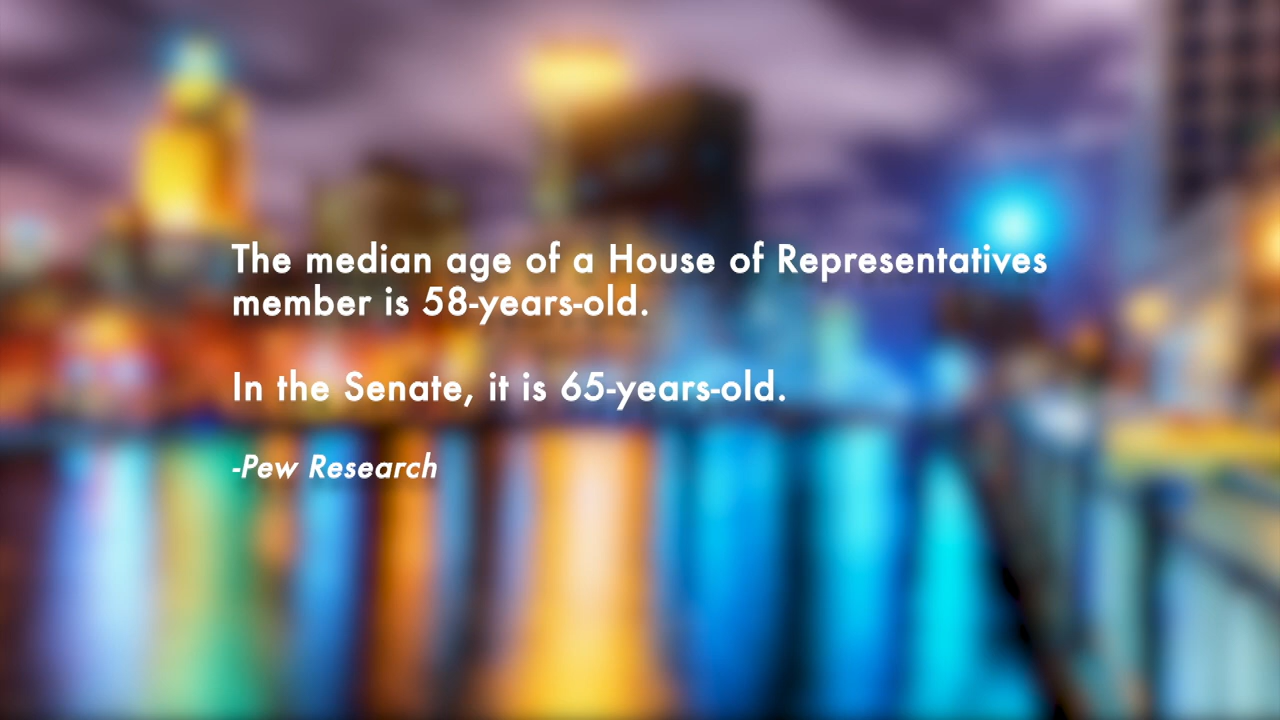 The median age of a House of Representatives
member is 58-years-old.
In the Senate, it is 65-years-old.
-Pew Research